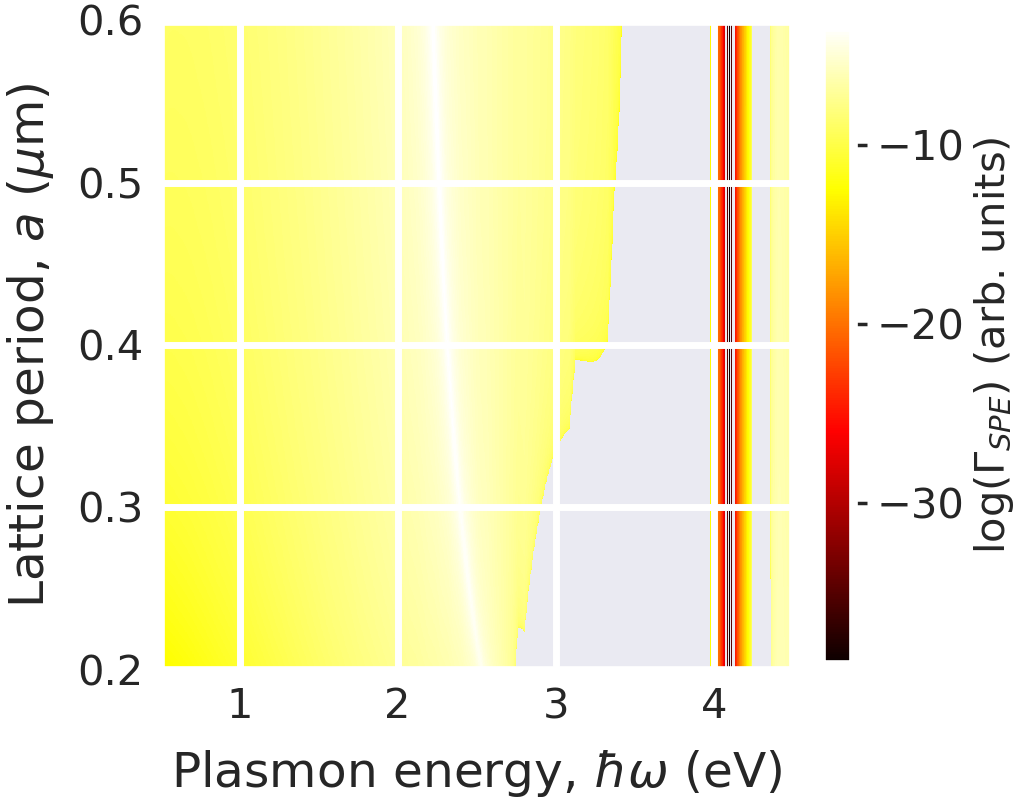 Lattice period, a (μm)
0.6
0.5
0.4
0.3
0.2
1 2 3 4
Plasmon energy, ħω (eV)
−10
−20
−30
log(Γ_SPE) (arb. units)